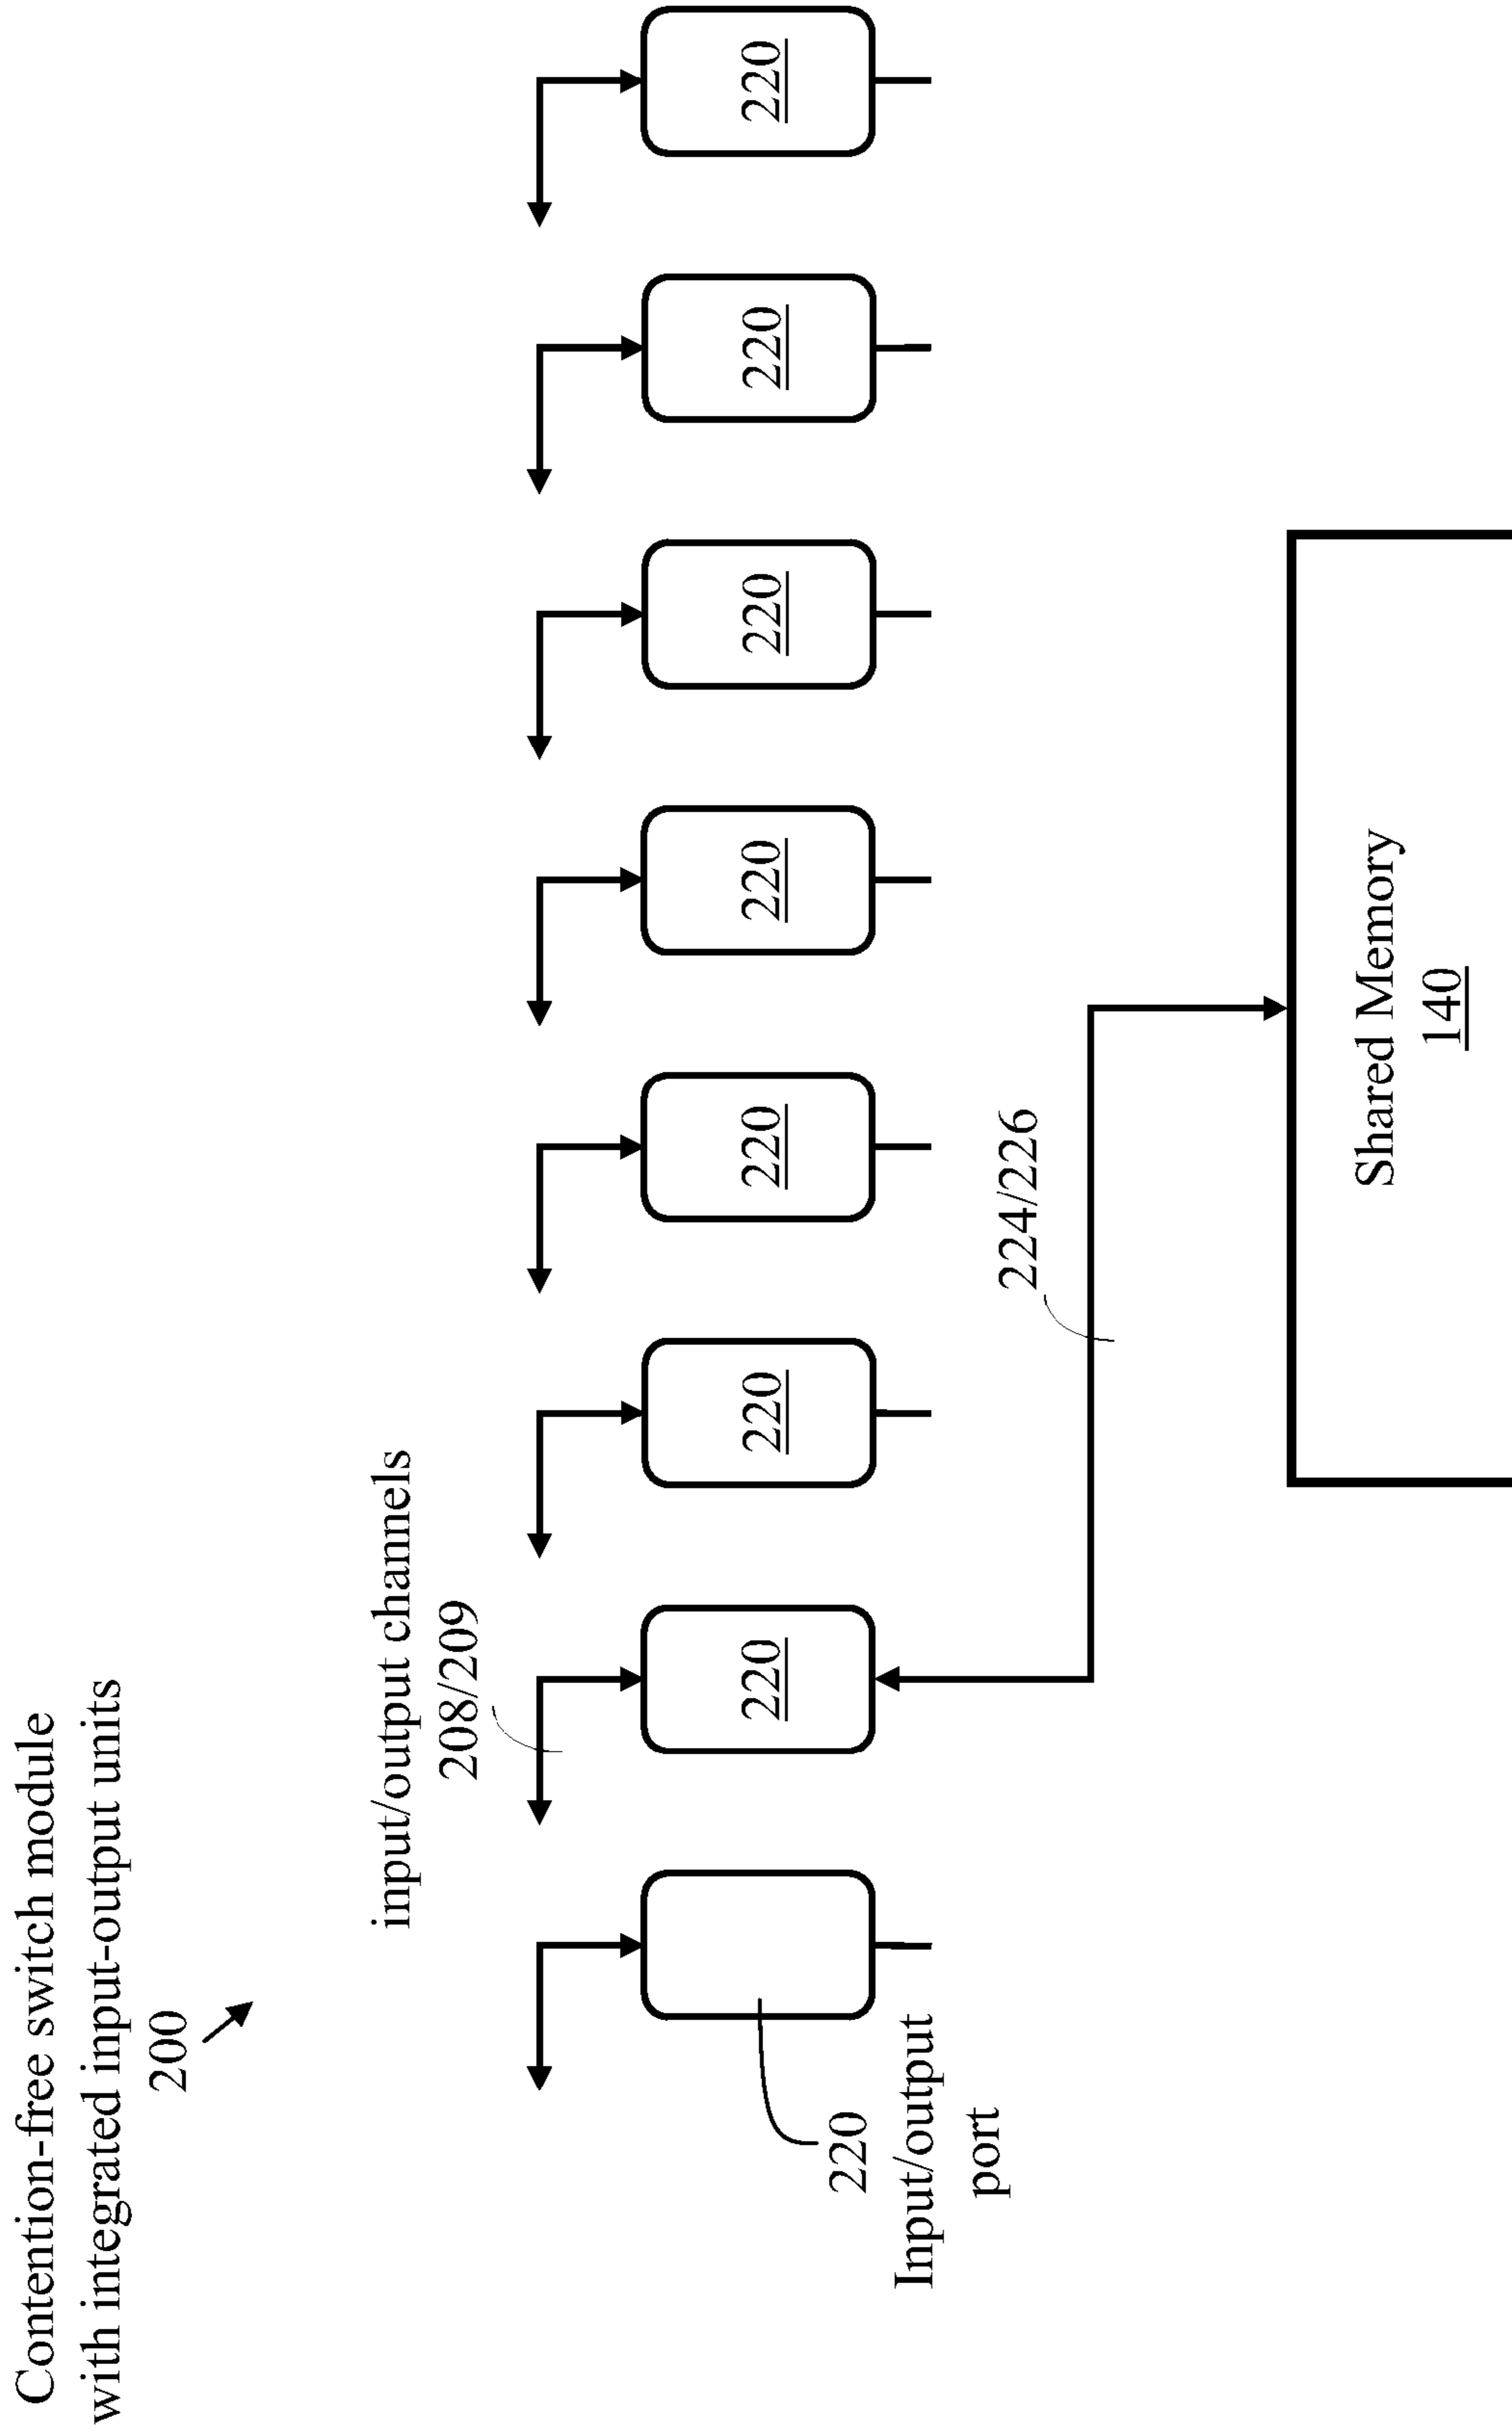 Contention-free switch module
with integrated input-output units
200
input/output channels
208/209
220
220
220
220
220
220
220
220
Input/output
port
224/226
Shared Memory
140